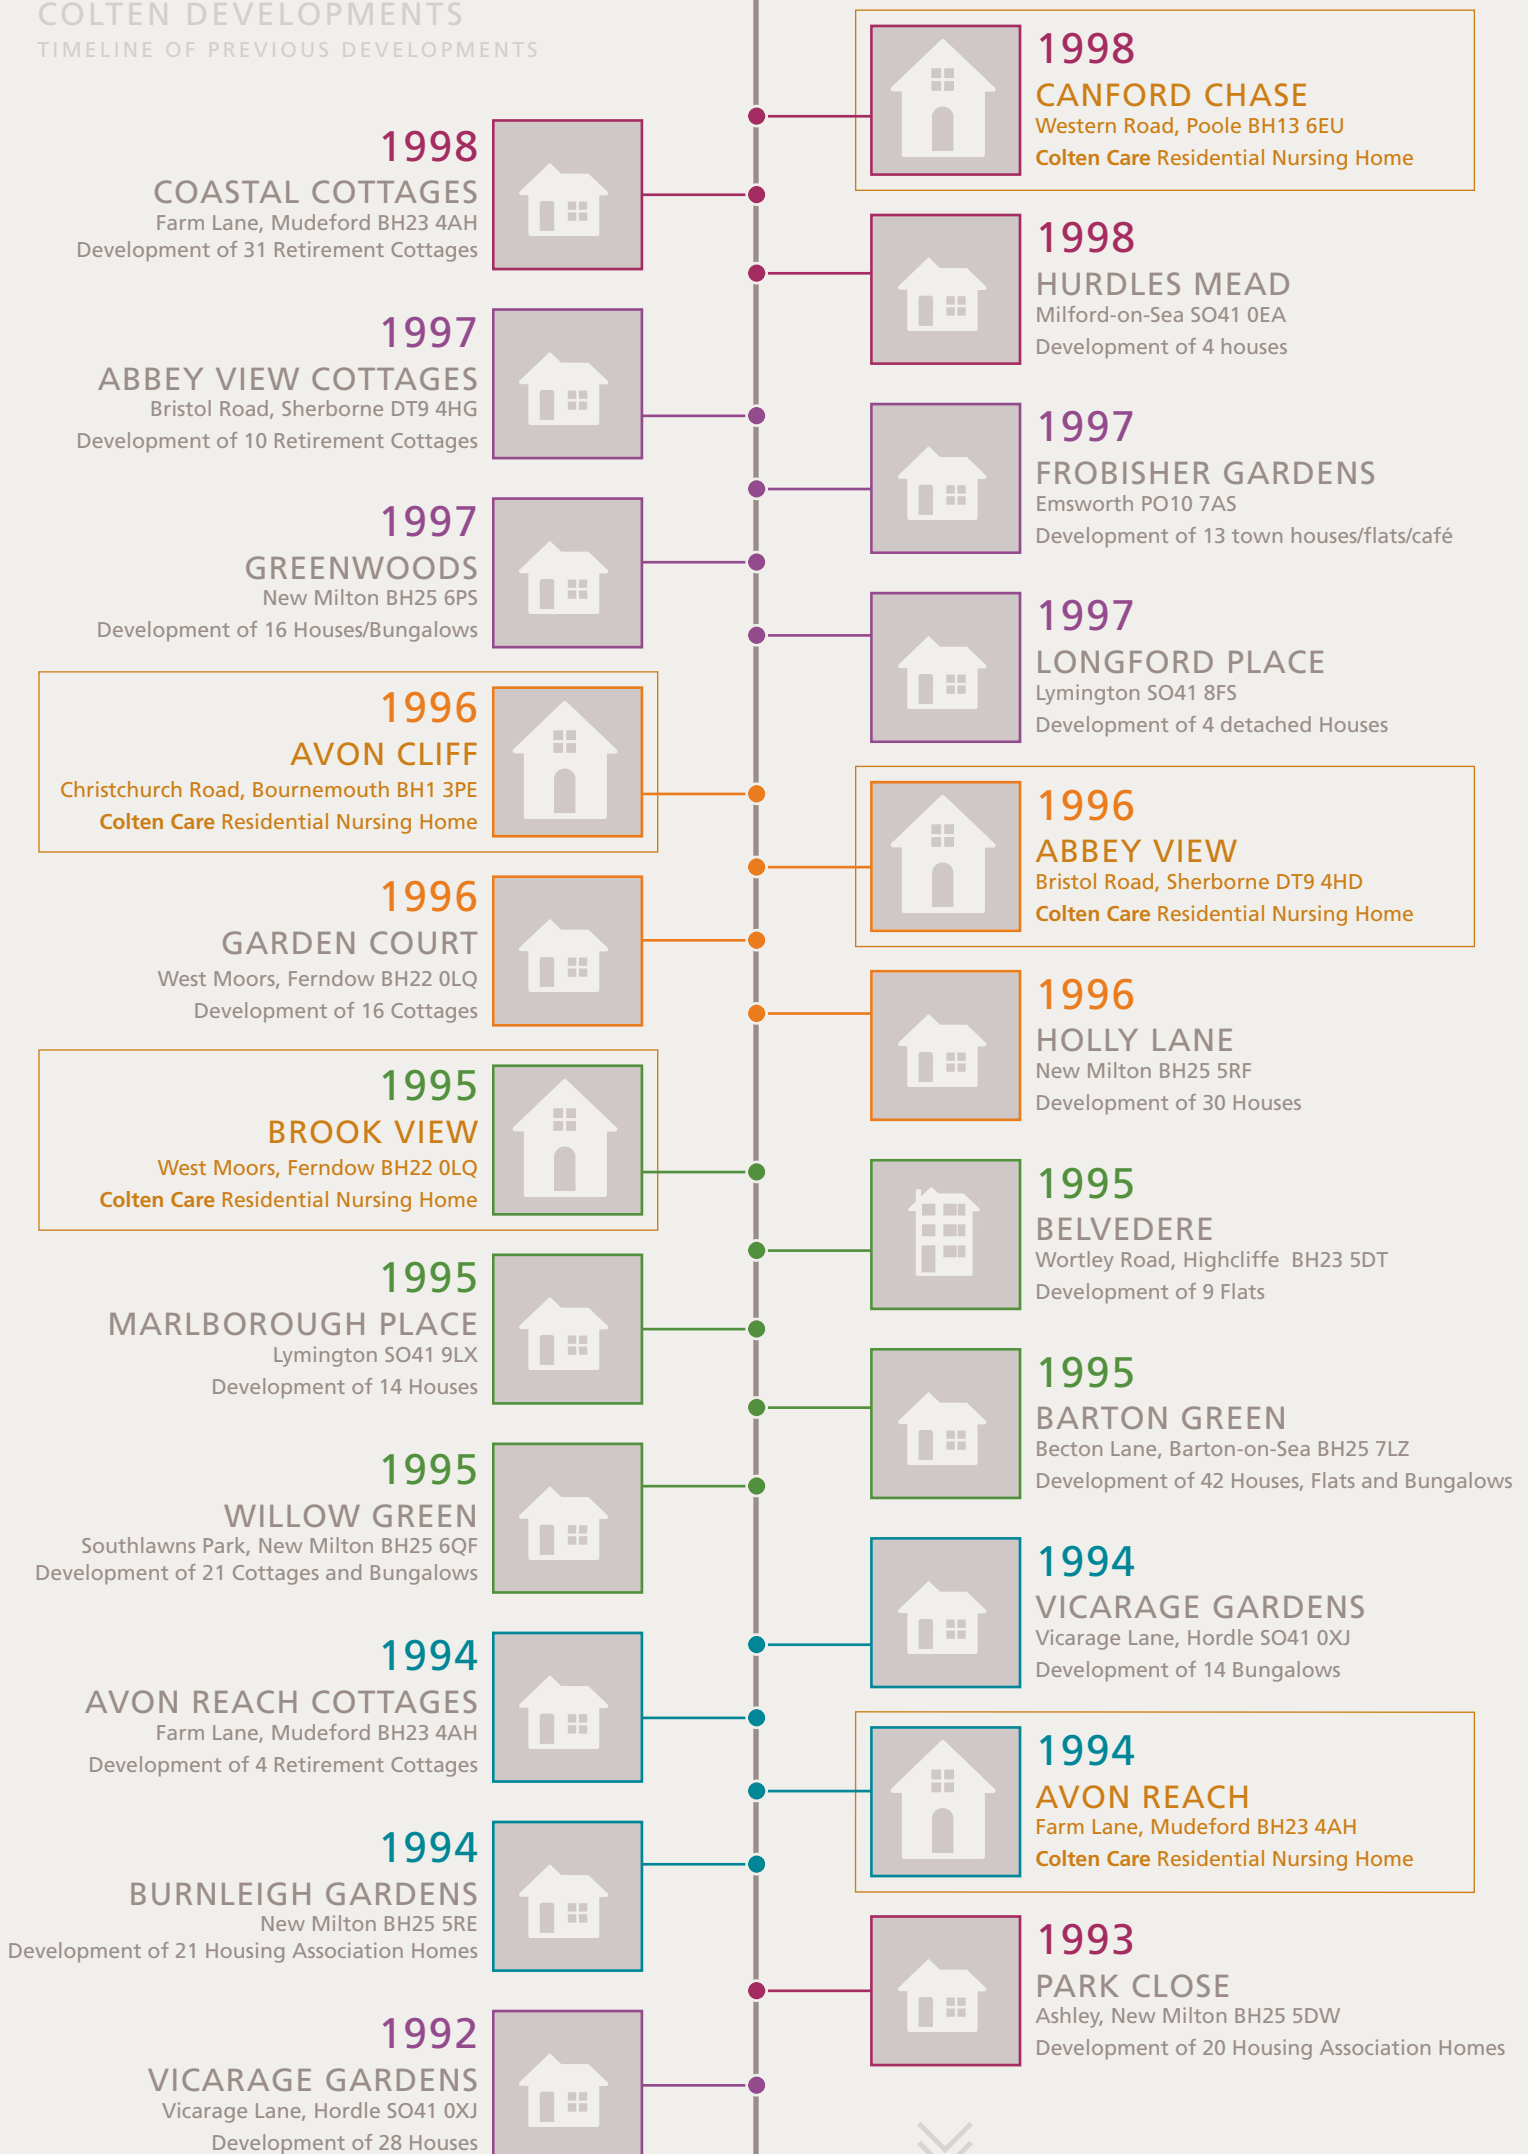 COLTEN DEVELOPMENTS
TIMELINE OF PREVIOUS DEVELOPMENTS
1998
CANFORD CHASE
Western Road, Poole BH13 6EU
Colten Care Residential Nursing Home
1998
COASTAL COTTAGES
Farm Lane, Mudeford BH23 4AH
Development of 31 Retirement Cottages
1998
HURDLES MEAD
Milford-on-Sea SO41 0EA
Development of 4 houses
1997
ABBEY VIEW COTTAGES
Bristol Road, Sherborne DT9 4HG
Development of 10 Retirement Cottages
1997
FROBISHER GARDENS
Emsworth PO10 7AS
Development of 13 town houses/flats/café
1997
GREENWOODS
New Milton BH25 6PS
Development of 16 Houses/Bungalows
1997
LONGFORD PLACE
Lymington SO41 8FS
Development of 4 detached Houses
1996
AVON CLIFF
Christchurch Road, Bournemouth BH1 3PE
Colten Care Residential Nursing Home
1996
ABBEY VIEW
Bristol Road, Sherborne DT9 4HD
Colten Care Residential Nursing Home
1996
GARDEN COURT
West Moors, Ferndow BH22 0LQ
Development of 16 Cottages
1996
HOLLY LANE
New Milton BH25 5RF
Development of 30 Houses
1995
BROOK VIEW
West Moors, Ferndow BH22 0LQ
Colten Care Residential Nursing Home
1995
BELVEDERE
Wortley Road, Highcliffe BH23 5DT
Development of 9 Flats
1995
MARLBOROUGH PLACE
Lymington SO41 9LX
Development of 14 Houses
1995
BARTON GREEN
Becton Lane, Barton-on-Sea BH25 7LZ
Development of 42 Houses, Flats and Bungalows
1995
WILLOW GREEN
Southlawns Park, New Milton BH25 6QF
Development of 21 Cottages and Bungalows
1994
VICARAGE GARDENS
Vicarage Lane, Hordle SO41 0XJ
Development of 14 Bungalows
1994
AVON REACH COTTAGES
Farm Lane, Mudeford BH23 4AH
Development of 4 Retirement Cottages
1994
AVON REACH
Farm Lane, Mudeford BH23 4AH
Colten Care Residential Nursing Home
1994
BURNLEIGH GARDENS
New Milton BH25 5RE
Development of 21 Housing Association Homes
1993
PARK CLOSE
Ashley, New Milton BH25 5DW
Development of 20 Housing Association Homes
1992
VICARAGE GARDENS
Vicarage Lane, Hordle SO41 0XJ
Development of 28 Houses